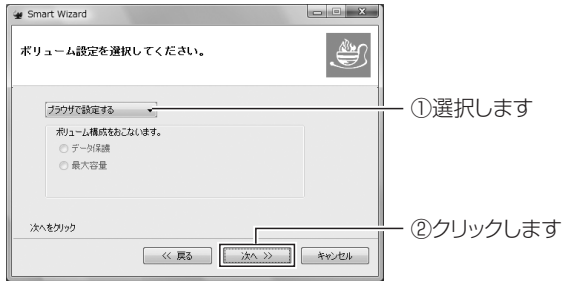 Smart Wizard
ボリューム設定を選択してください。
ブラウザで設定する
①選択します
ボリューム構成をおこないます。
データ保護
最大容量
次へをクリック
②クリックします
<< 戻る
次へ >>
キャンセル